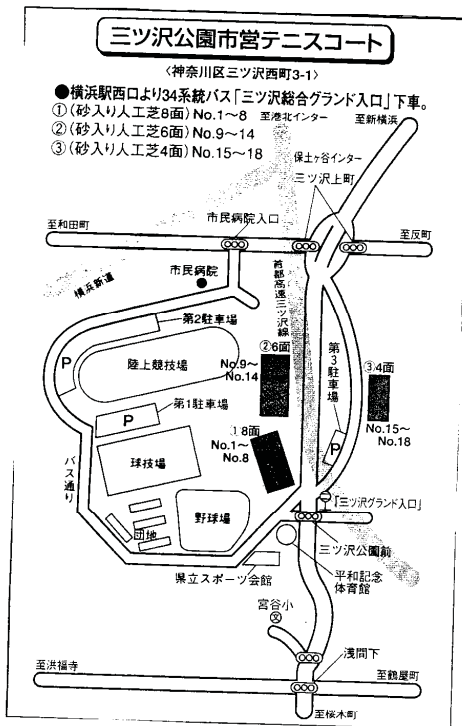 三ツ沢公園市営テニスコート
〈神奈川区三ツ沢西町3-1〉
●横浜駅西口より34系統バス「三ツ沢総合グランド入口」下車。
①(砂入り人工芝8面) No.1〜8
②(砂入り人工芝6面) No.9〜14
③(砂入り人工芝4面) No.15〜18
至港北インター
至新横浜
保土ヶ谷インター
三ツ沢上町
市民病院入口
至和田町
至反町
市民病院
横浜新道
首都高速三ツ沢線
第2駐車場
P
陸上競技場
②6面
No.9〜
No.14
第3駐車場
③4面
No.15〜
No.18
第1駐車場
P
①8面
No.1〜
No.8
P
球技場
バス通り
野球場
団地
「三ツ沢グランド入口」
三ツ沢公園前
県立スポーツ会館
平和記念
体育館
宮谷小
文
浅間下
至洪福寺
至鶴屋町
至桜木町